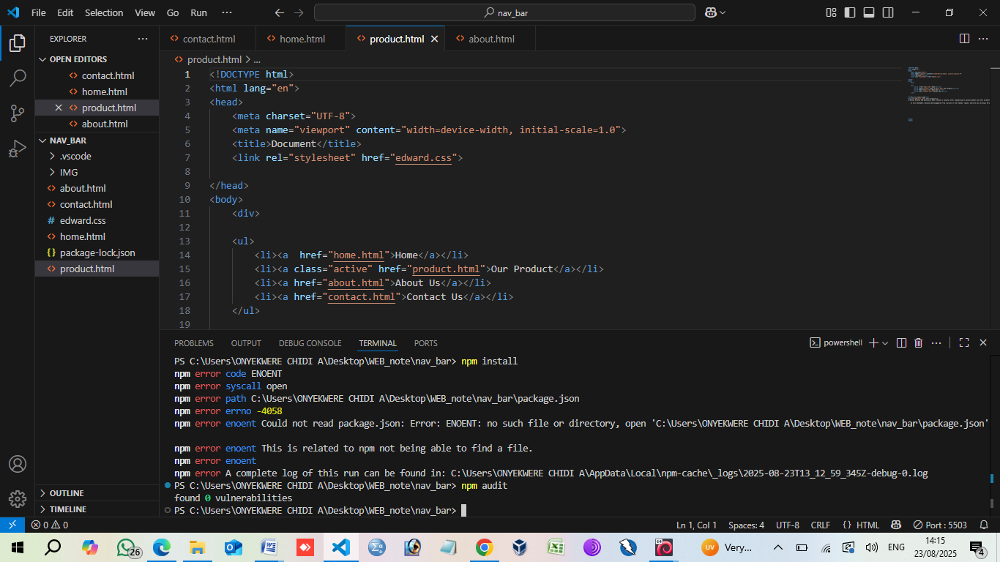 File Edit Selection View Go Run ··· nav_bar
EXPLORER ···
OPEN EDITORS
contact.html
home.html
product.html
about.html
NAV_BAR
.vscode
IMG
about.html
contact.html
edward.css
home.html
package-lock.json
product.html
OUTLINE
TIMELINE
contact.html home.html product.html about.html
product.html > ...
1 <!DOCTYPE html>
2 <html lang="en">
3 <head>
4 <meta charset="UTF-8">
5 <meta name="viewport" content="width=device-width, initial-scale=1.0">
6 <title>Document</title>
7 <link rel="stylesheet" href="edward.css">
8
9 </head>
10 <body>
11 <div>
12
13 <ul>
14 <li><a  href="home.html">Home</a></li>
15 <li><a class="active" href="product.html">Our Product</a></li>
16 <li><a href="about.html">About Us</a></li>
17 <li><a href="contact.html">Contact Us</a></li>
18 </ul>
19
PROBLEMS OUTPUT DEBUG CONSOLE TERMINAL PORTS powershell
PS C:\Users\ONYEKWERE CHIDI A\Desktop\WEB_note\nav_bar> npm install
npm error code ENOENT
npm error syscall open
npm error path C:\Users\ONYEKWERE CHIDI A\Desktop\WEB_note\nav_bar\package.json
npm error errno -4058
npm error enoent Could not read package.json: Error: ENOENT: no such file or directory, open 'C:\Users\ONYEKWERE CHIDI A\Desktop\WEB_note\nav_bar\package.json'
npm error enoent This is related to npm not being able to find a file.
npm error enoent
npm error A complete log of this run can be found in: C:\Users\ONYEKWERE CHIDI A\AppData\Local\npm-cache\_logs\2025-08-23T13_12_59_345Z-debug-0.log
PS C:\Users\ONYEKWERE CHIDI A\Desktop\WEB_note\nav_bar> npm audit
found 0 vulnerabilities
PS C:\Users\ONYEKWERE CHIDI A\Desktop\WEB_note\nav_bar>
0 0 Ln 1, Col 1 Spaces: 4 UTF-8 CRLF {} HTML Port : 5503
26 UV Very... ENG 14:15
23/08/2025 4